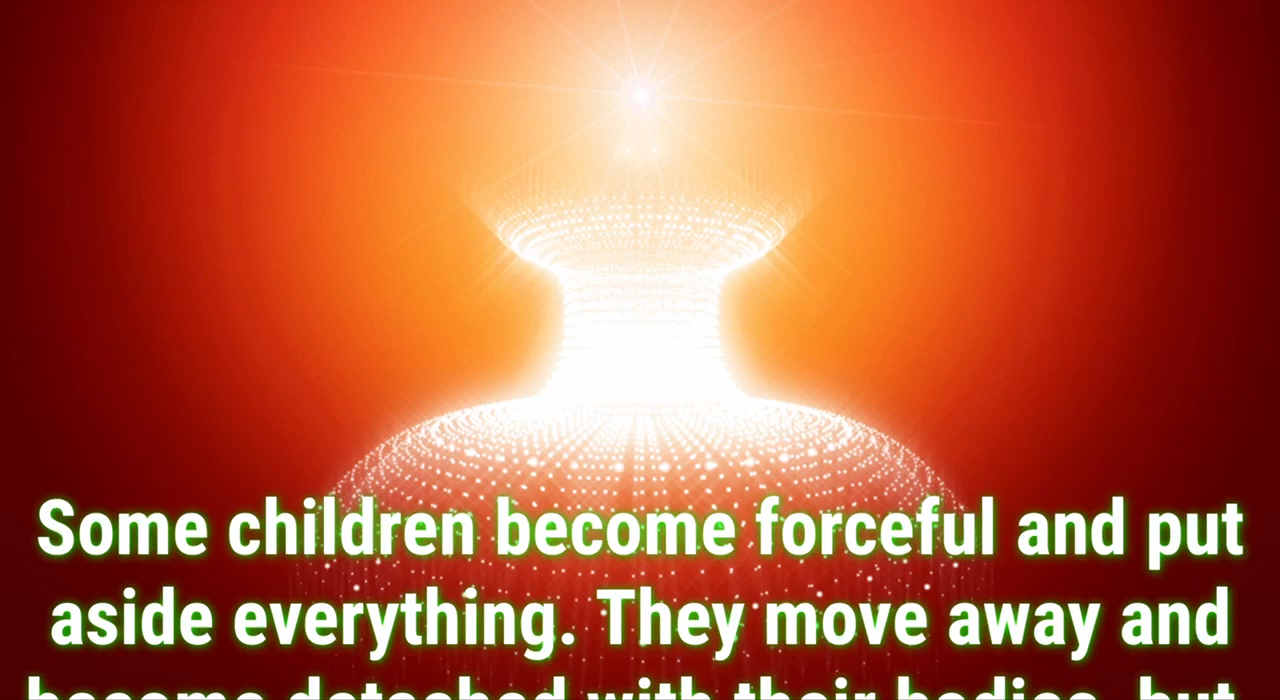 Some children become forceful and put
aside everything. They move away and
become detached with their bodies, but